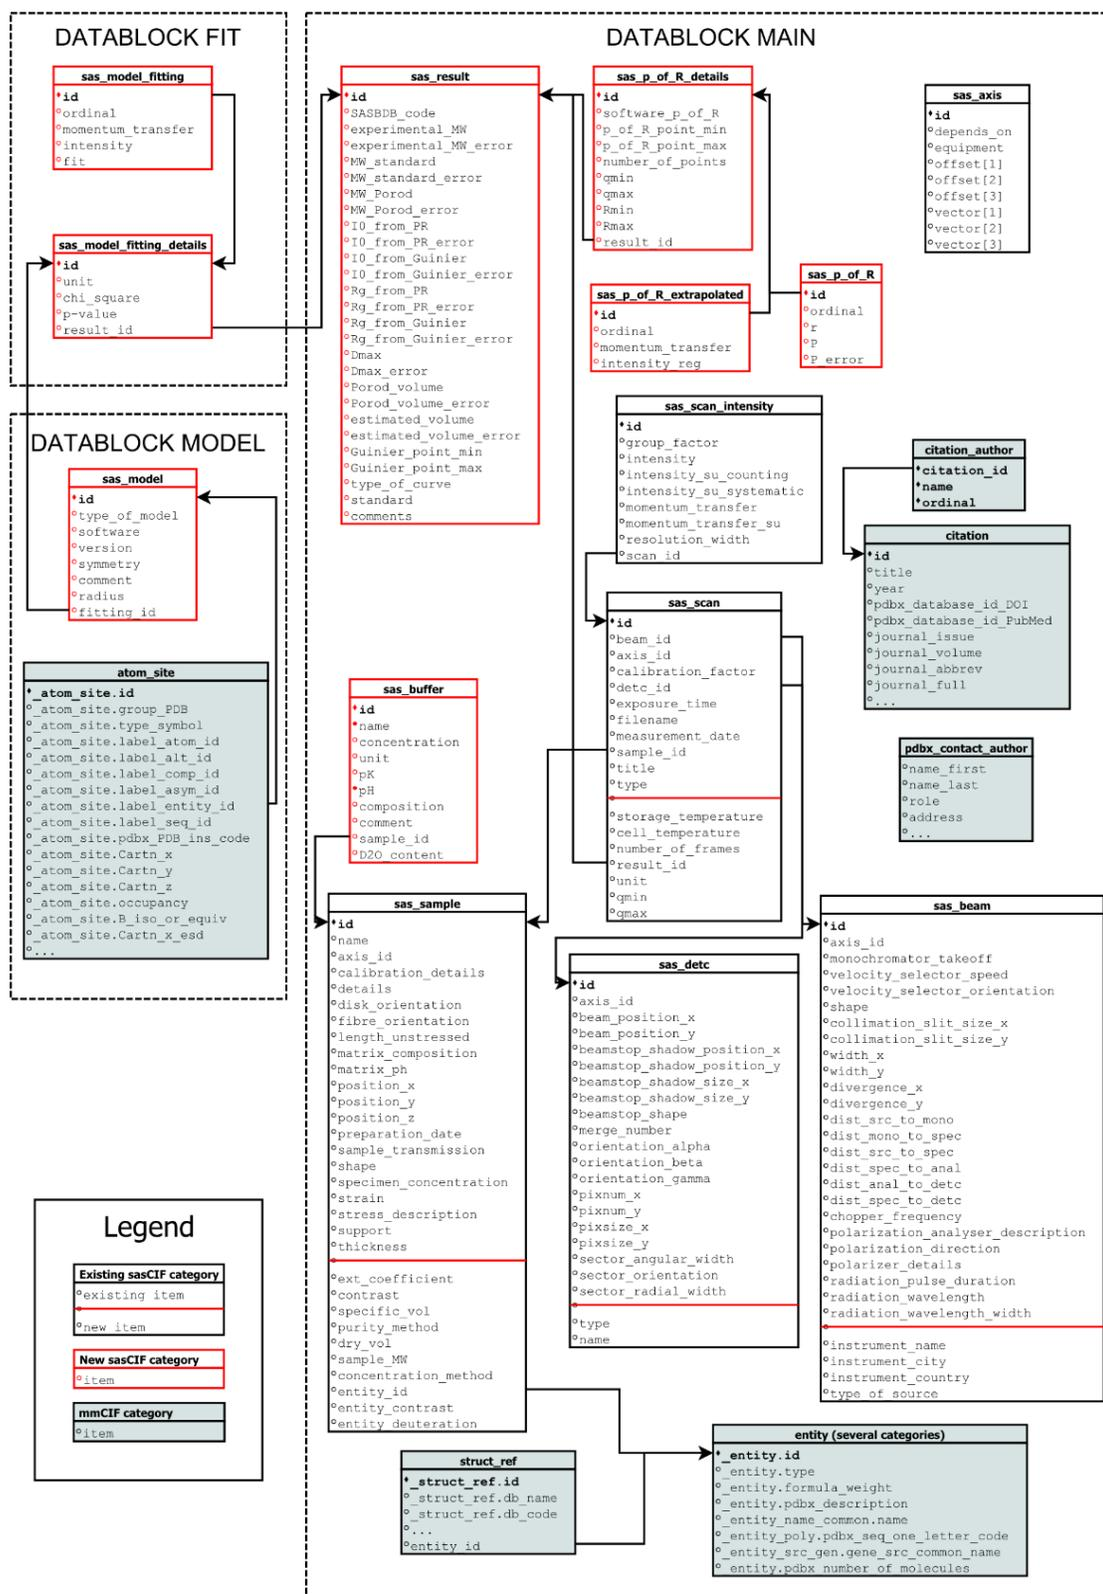 DATABLOCK FIT
sas_model_fitting
id
ordinal
momentum_transfer
intensity
fit
sas_model_fitting_details
id
unit
chi_square
p-value
result_id
DATABLOCK MODEL
sas_model
id
type_of_model
software
version
symmetry
comment
radius
fitting_id
atom_site
_atom_site.id
_atom_site.group_PDB
_atom_site.type_symbol
_atom_site.label_atom_id
_atom_site.label_alt_id
_atom_site.label_comp_id
_atom_site.label_asym_id
_atom_site.label_entity_id
_atom_site.label_seq_id
_atom_site.pdbx_PDB_ins_code
_atom_site.Cartn_x
_atom_site.Cartn_y
_atom_site.Cartn_z
_atom_site.occupancy
_atom_site.B_iso_or_equiv
_atom_site.Cartn_x_esd
...
Legend
Existing sasCIF category
existing item
new item
New sasCIF category
item
mmCIF category
item
DATABLOCK MAIN
sas_result
id
SASBDB_code
experimental_MW
experimental_MW_error
MW_standard
MW_standard_error
MW_Porod
MW_Porod_error
I0_from_PR
I0_from_PR_error
I0_from_Guinier
I0_from_Guinier_error
Rg_from_PR
Rg_from_PR_error
Rg_from_Guinier
Rg_from_Guinier_error
Dmax
Dmax_error
Porod_volume
Porod_volume_error
estimated_volume
estimated_volume_error
Guinier_point_min
Guinier_point_max
type_of_curve
standard
comments
sas_p_of_R_details
id
software_p_of_R
p_of_R_point_min
p_of_R_point_max
number_of_points
qmin
qmax
Rmin
Rmax
result_id
sas_axis
id
depends_on
equipment
offset[1]
offset[2]
offset[3]
vector[1]
vector[2]
vector[3]
sas_p_of_R_extrapolated
id
ordinal
momentum_transfer
intensity_reg
sas_p_of_R
id
ordinal
r
P
P_error
sas_scan_intensity
id
group_factor
intensity
intensity_su_counting
intensity_su_systematic
momentum_transfer
momentum_transfer_su
resolution_width
scan_id
citation_author
citation_id
name
ordinal
citation
id
title
year
pdbx_database_id_DOI
pdbx_database_id_PubMed
journal_issue
journal_volume
journal_abbrev
journal_full
...
sas_scan
id
beam_id
axis_id
calibration_factor
detc_id
exposure_time
filename
measurement_date
sample_id
title
type
storage_temperature
cell_temperature
number_of_frames
result_id
unit
qmin
qmax
pdbx_contact_author
name_first
name_last
role
address
...
sas_buffer
id
name
concentration
unit
pK
pH
composition
comment
sample_id
D2O_content
sas_sample
id
name
axis_id
calibration_details
details
disk_orientation
fibre_orientation
length_unstressed
matrix_composition
matrix_ph
position_x
position_y
position_z
preparation_date
sample_transmission
shape
specimen_concentration
strain
stress_description
support
thickness
ext_coefficient
contrast
specific_vol
purity_method
dry_vol
sample_MW
concentration_method
entity_id
entity_contrast
entity_deuteration
sas_detc
id
axis_id
beam_position_x
beam_position_y
beamstop_shadow_position_x
beamstop_shadow_position_y
beamstop_shadow_size_x
beamstop_shadow_size_y
beamstop_shape
merge_number
orientation_alpha
orientation_beta
orientation_gamma
pixnum_x
pixnum_y
pixsize_x
pixsize_y
sector_angular_width
sector_orientation
sector_radial_width
type
name
sas_beam
id
axis_id
monochromator_takeoff
velocity_selector_speed
velocity_selector_orientation
shape
collimation_slit_size_x
collimation_slit_size_y
width_x
width_y
divergence_x
divergence_y
dist_src_to_mono
dist_mono_to_spec
dist_src_to_spec
dist_spec_to_anal
dist_anal_to_detc
dist_spec_to_detc
chopper_frequency
polarization_analyser_description
polarization_direction
polarizer_details
radiation_pulse_duration
radiation_wavelength
radiation_wavelength_width
instrument_name
instrument_city
instrument_country
type_of_source
struct_ref
_struct_ref.id
_struct_ref.db_name
_struct_ref.db_code
...
entity_id
entity (several categories)
_entity.id
_entity.type
_entity.formula_weight
_entity.pdbx_description
_entity_name_common.name
_entity_poly.pdbx_seq_one_letter_code
_entity_src_gen.gene_src_common_name
_entity.pdbx_number_of_molecules